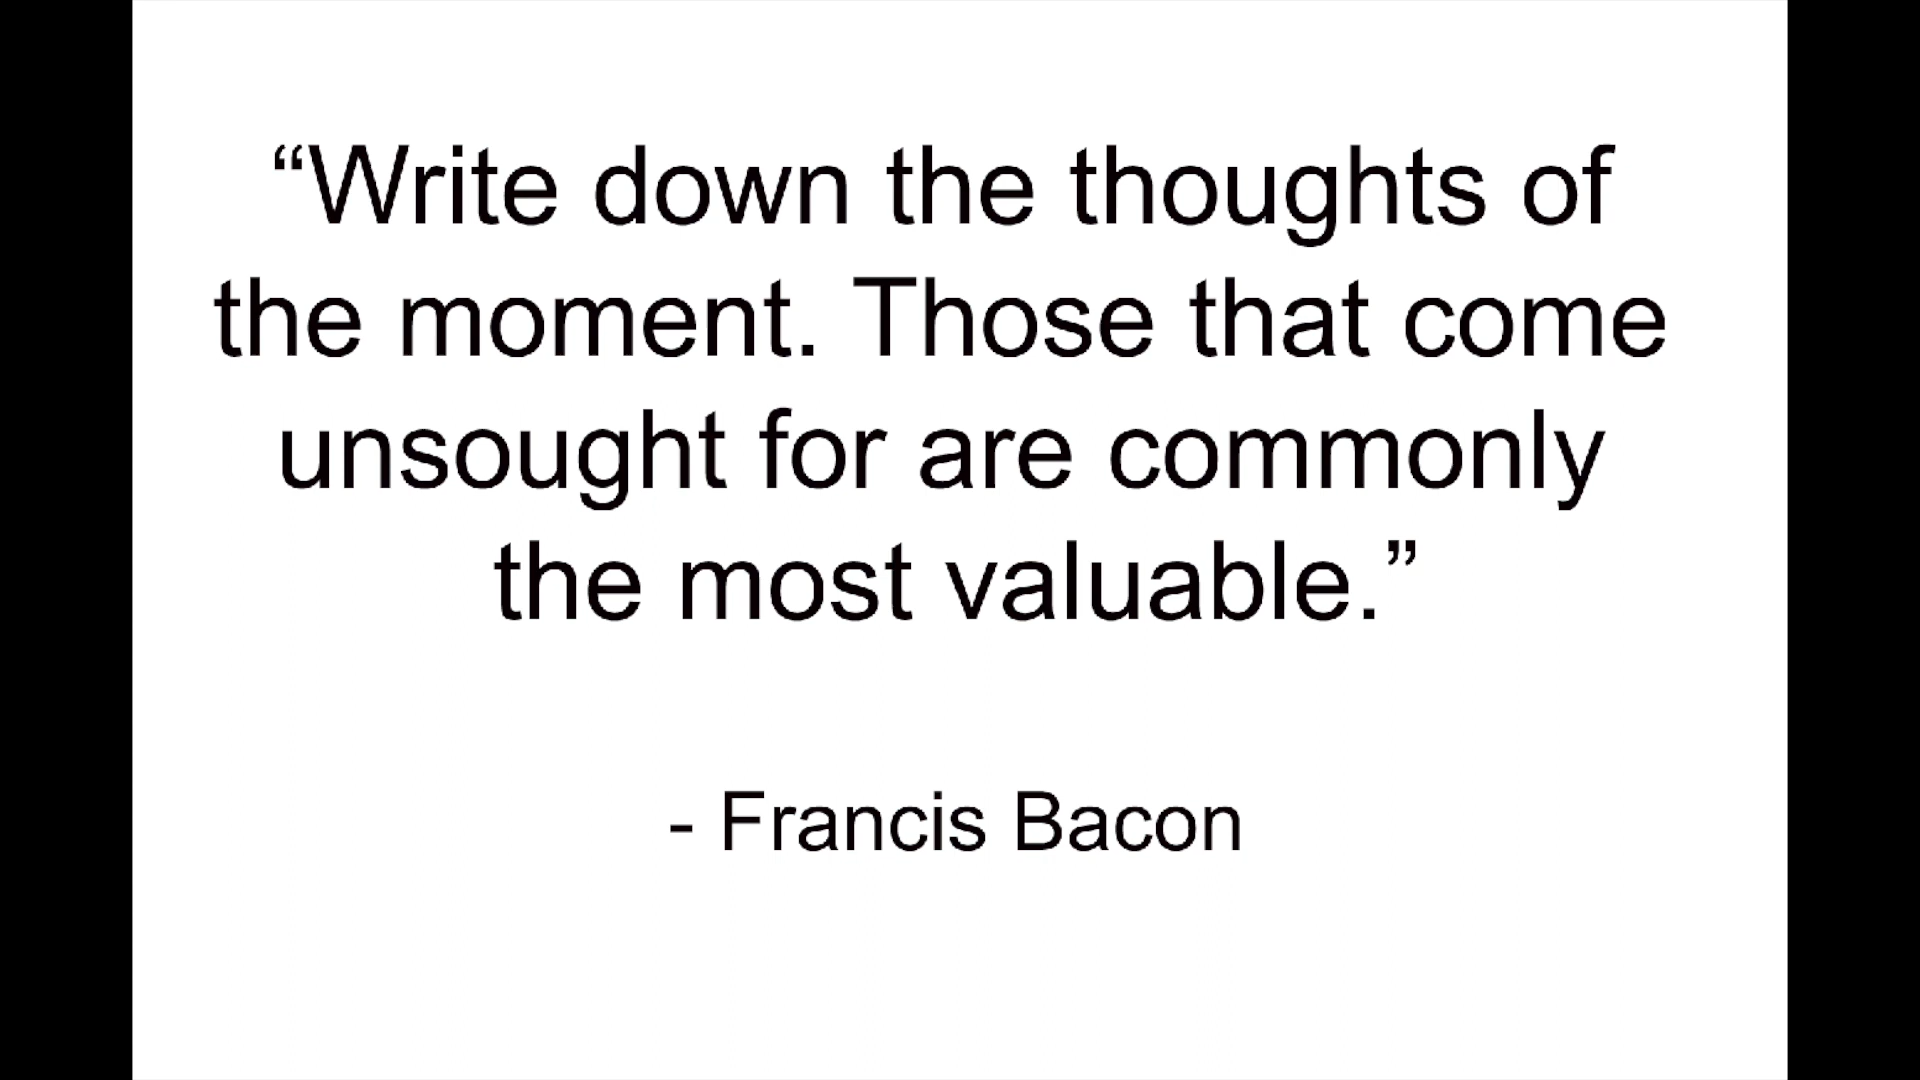 “Write down the thoughts of
the moment. Those that come
unsought for are commonly
the most valuable.”
- Francis Bacon